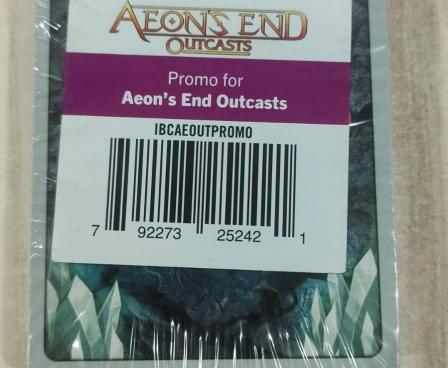 AEON'S END
OUTCASTS
Promo for
Aeon's End Outcasts
IBCAEOUTPROMO
7 92273 25242 1